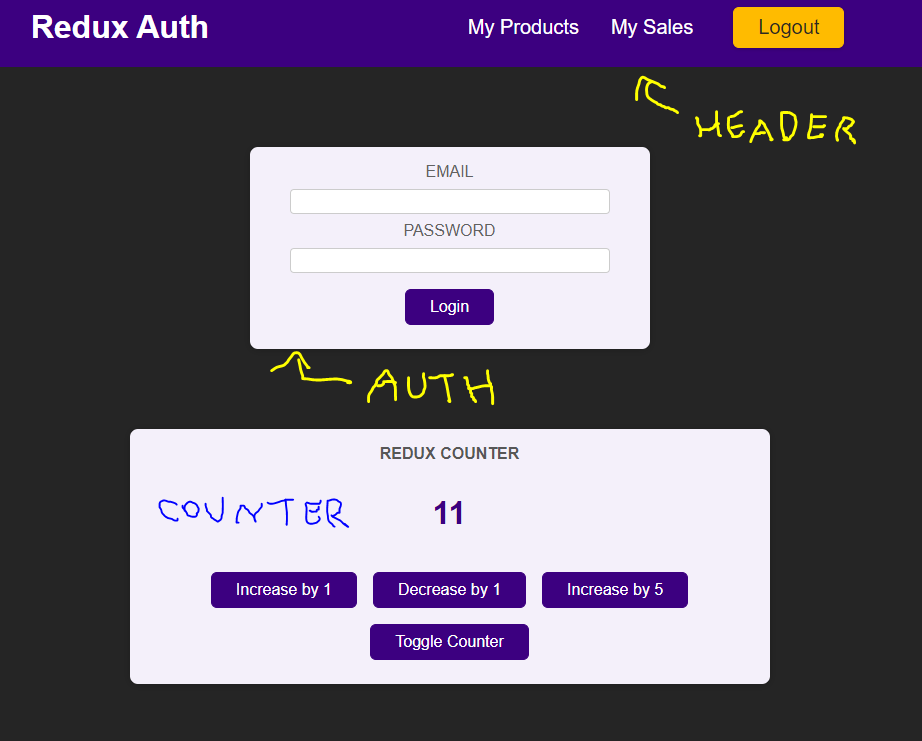 Redux Auth My Products My Sales Logout
HEADER
EMAIL
PASSWORD
Login
AUTH
REDUX COUNTER
COUNTER 11
Increase by 1 Decrease by 1 Increase by 5
Toggle Counter